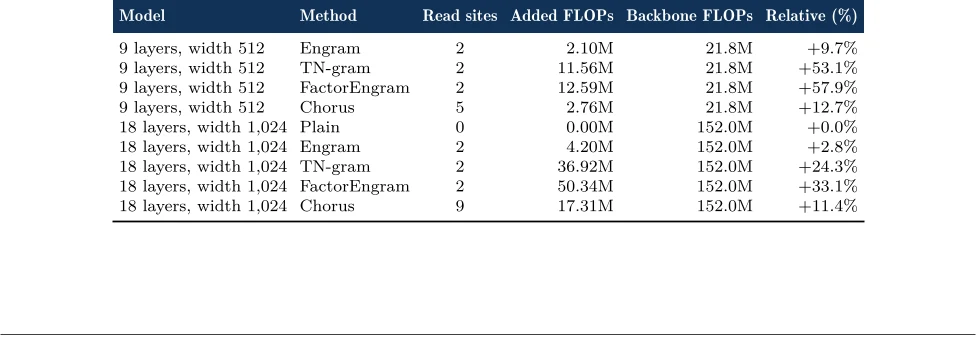 Model Method Read sites Added FLOPs Backbone FLOPs Relative (%)
9 layers, width 512 Engram 2 2.10M 21.8M +9.7%
9 layers, width 512 TN-gram 2 11.56M 21.8M +53.1%
9 layers, width 512 FactorEngram 2 12.59M 21.8M +57.9%
9 layers, width 512 Chorus 5 2.76M 21.8M +12.7%
18 layers, width 1,024 Plain 0 0.00M 152.0M +0.0%
18 layers, width 1,024 Engram 2 4.20M 152.0M +2.8%
18 layers, width 1,024 TN-gram 2 36.92M 152.0M +24.3%
18 layers, width 1,024 FactorEngram 2 50.34M 152.0M +33.1%
18 layers, width 1,024 Chorus 9 17.31M 152.0M +11.4%